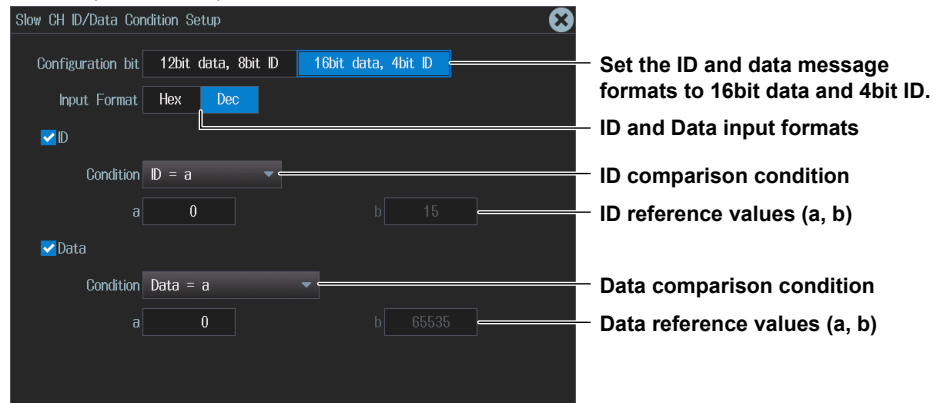 Slow CH ID/Data Condition Setup
Configuration bit 12bit data, 8bit ID 16bit data, 4bit ID
Set the ID and data message
formats to 16bit data and 4bit ID.
Input Format Hex Dec
ID and Data input formats
ID
Condition ID = a
ID comparison condition
a 0 b 15
ID reference values (a, b)
Data
Condition Data = a
Data comparison condition
a 0 b 65535
Data reference values (a, b)